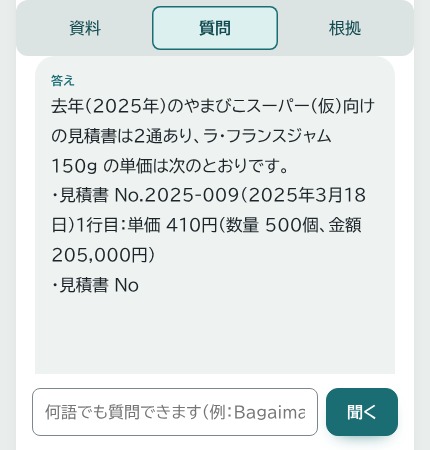 資料
質問
根拠
答え
去年(2025年)のやまびこスーパー(仮)向け
の見積書は2通あり、ラ・フランスジャム
150g の単価は次のとおりです。
・見積書 No.2025-009(2025年3月18
日)1行目:単価 410円(数量 500個、金額
205,000円)
・見積書 No
何語でも質問できます(例:Bagaima
聞く